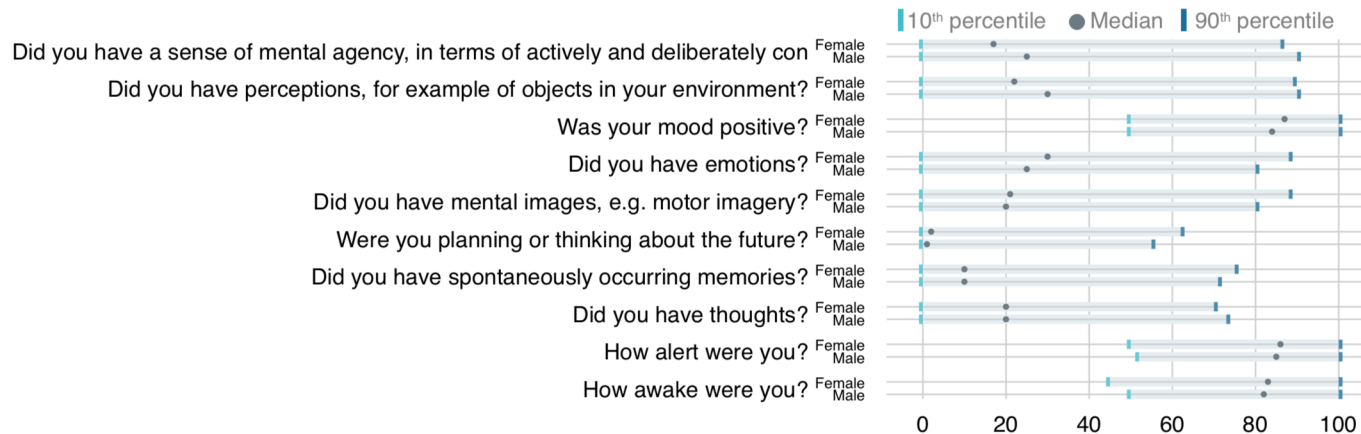 10th percentile Median 90th percentile
Did you have a sense of mental agency, in terms of actively and deliberately con Female
Male
Did you have perceptions, for example of objects in your environment? Female
Male
Was your mood positive? Female
Male
Did you have emotions? Female
Male
Did you have mental images, e.g. motor imagery? Female
Male
Were you planning or thinking about the future? Female
Male
Did you have spontaneously occurring memories? Female
Male
Did you have thoughts? Female
Male
How alert were you? Female
Male
How awake were you? Female
Male
0 20 40 60 80 100